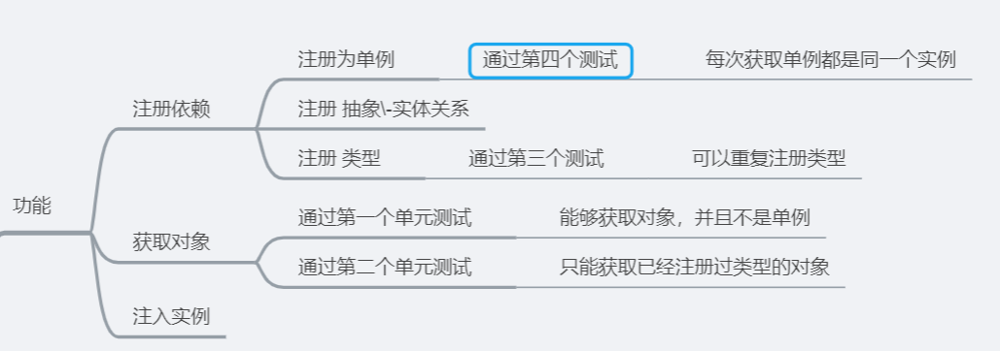 功能
注册依赖
注册为单例
通过第四个测试
每次获取单例都是同一个实例
注册 抽象\-实体关系
注册 类型
通过第三个测试
可以重复注册类型
获取对象
通过第一个单元测试
能够获取对象，并且不是单例
通过第二个单元测试
只能获取已经注册过类型的对象
注入实例